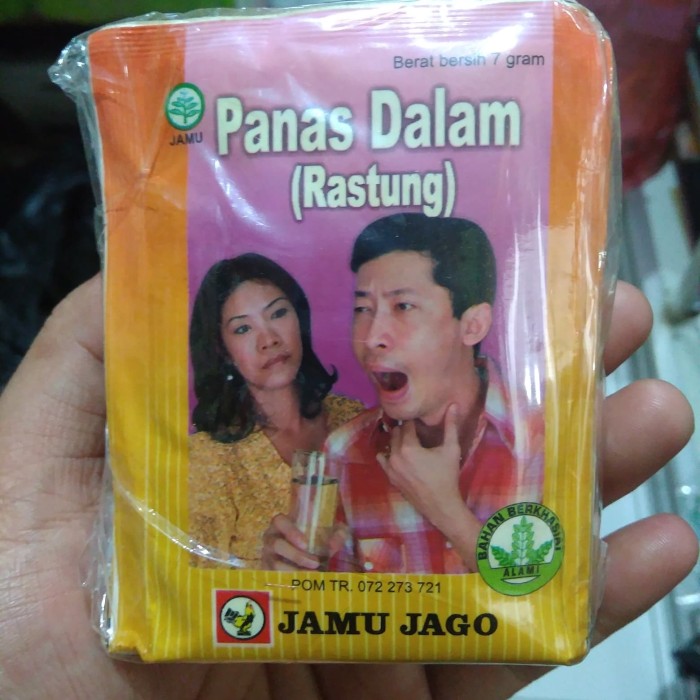 Berat bersih 7 gram
JAMU
Panas Dalam
(Rastung)
BAHAN BERKHASIAT
ALAMI
POM TR. 072 273 721
JAMU JAGO